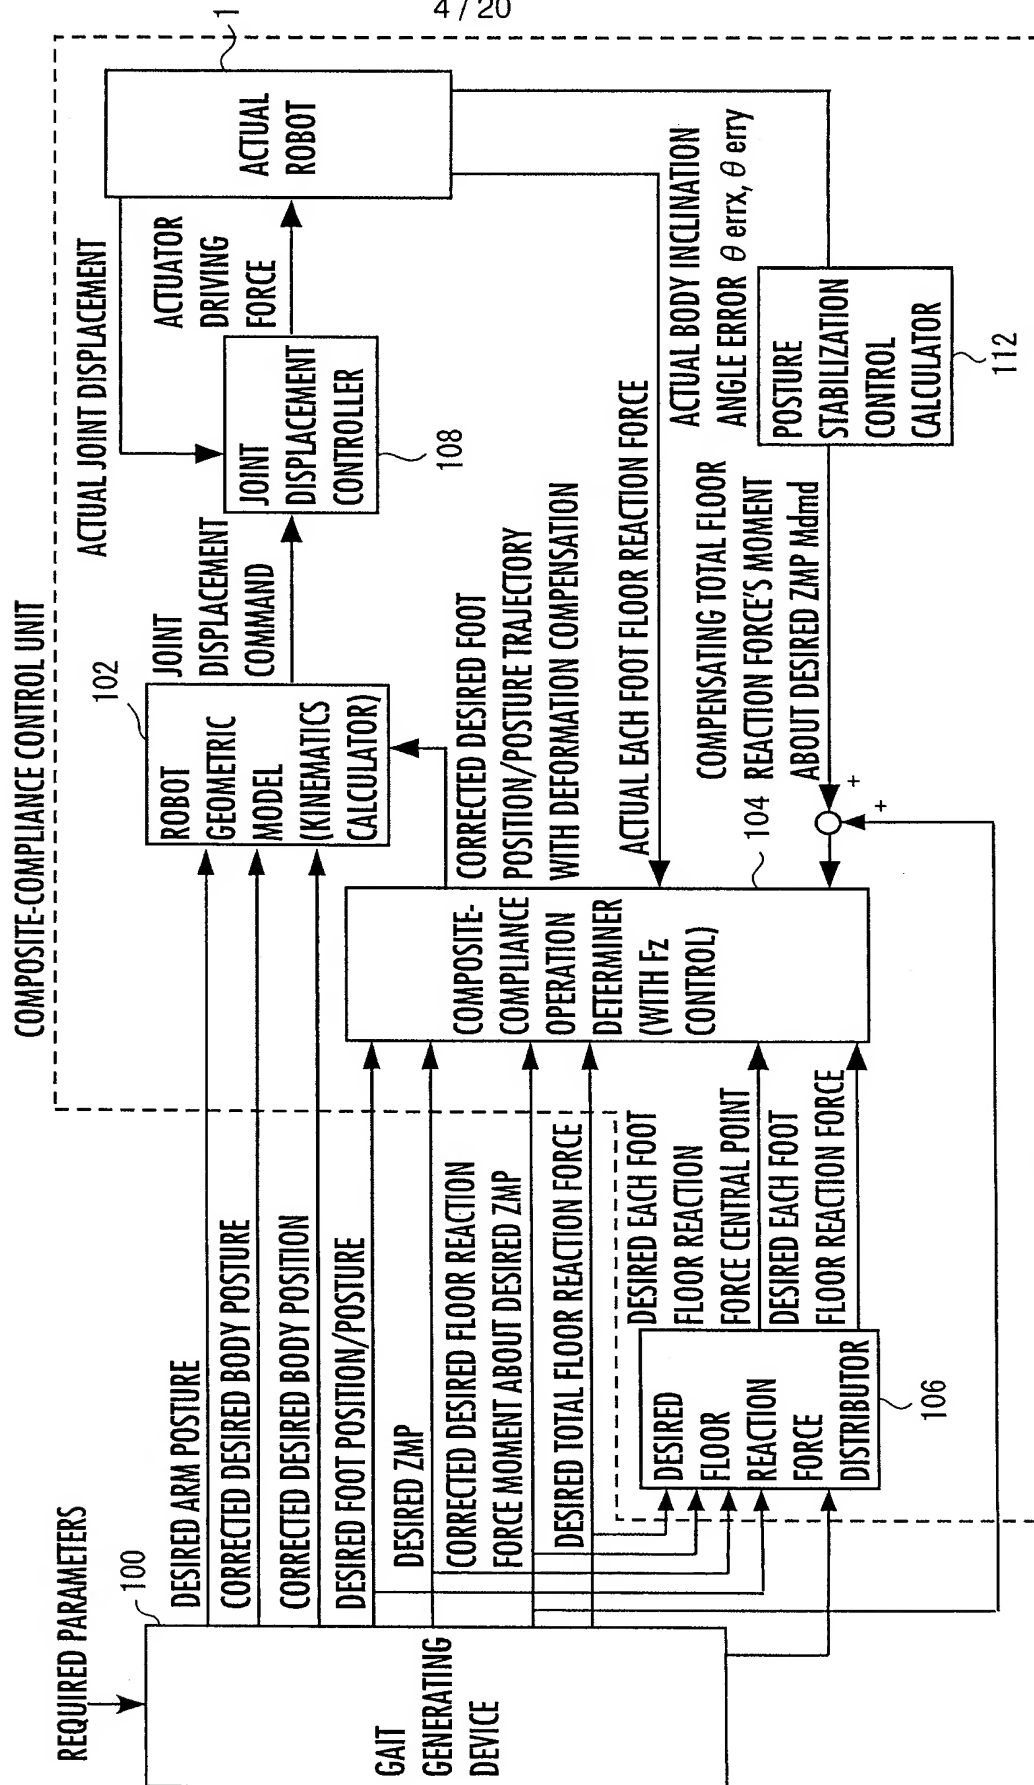 4 / 20
COMPOSITE-COMPLIANCE CONTROL UNIT
REQUIRED PARAMETERS
100
GAIT
GENERATING
DEVICE
DESIRED ARM POSTURE
CORRECTED DESIRED BODY POSTURE
CORRECTED DESIRED BODY POSITION
DESIRED FOOT POSITION/POSTURE
DESIRED ZMP
CORRECTED DESIRED FLOOR REACTION
FORCE MOMENT ABOUT DESIRED ZMP
DESIRED TOTAL FLOOR REACTION FORCE
DESIRED
FLOOR
REACTION
FORCE
DISTRIBUTOR
106
DESIRED EACH FOOT
FLOOR REACTION
FORCE CENTRAL POINT
DESIRED EACH FOOT
FLOOR REACTION FORCE
COMPOSITE-
COMPLIANCE
OPERATION
DETERMINER
(WITH Fz
CONTROL)
104
102
ROBOT
GEOMETRIC
MODEL
(KINEMATICS
CALCULATOR)
CORRECTED DESIRED FOOT
POSITION/POSTURE TRAJECTORY
WITH DEFORMATION COMPENSATION
JOINT
DISPLACEMENT
COMMAND
JOINT
DISPLACEMENT
CONTROLLER
108
ACTUAL JOINT DISPLACEMENT
ACTUATOR
DRIVING
FORCE
ACTUAL
ROBOT
1
ACTUAL EACH FOOT FLOOR REACTION FORCE
ACTUAL BODY INCLINATION
ANGLE ERROR θ errx, θ erry
POSTURE
STABILIZATION
CONTROL
CALCULATOR
112
COMPENSATING TOTAL FLOOR
REACTION FORCE'S MOMENT
ABOUT DESIRED ZMP Mdmd
+
+